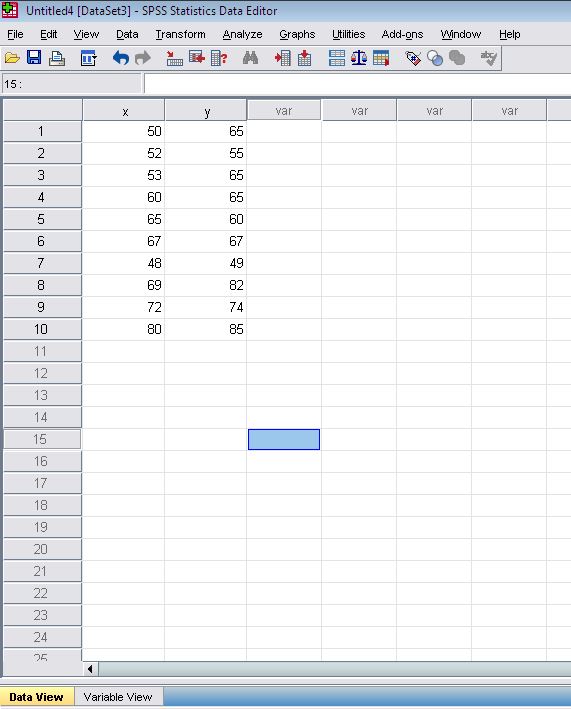 Untitled4 [DataSet3] - SPSS Statistics Data Editor
File Edit View Data Transform Analyze Graphs Utilities Add-ons Window Help
15 :
x y var var var var
1 50 65
2 52 55
3 53 65
4 60 65
5 65 60
6 67 67
7 48 49
8 69 82
9 72 74
10 80 85
11
12
13
14
15
16
17
18
19
20
21
22
23
24
25
Data View Variable View